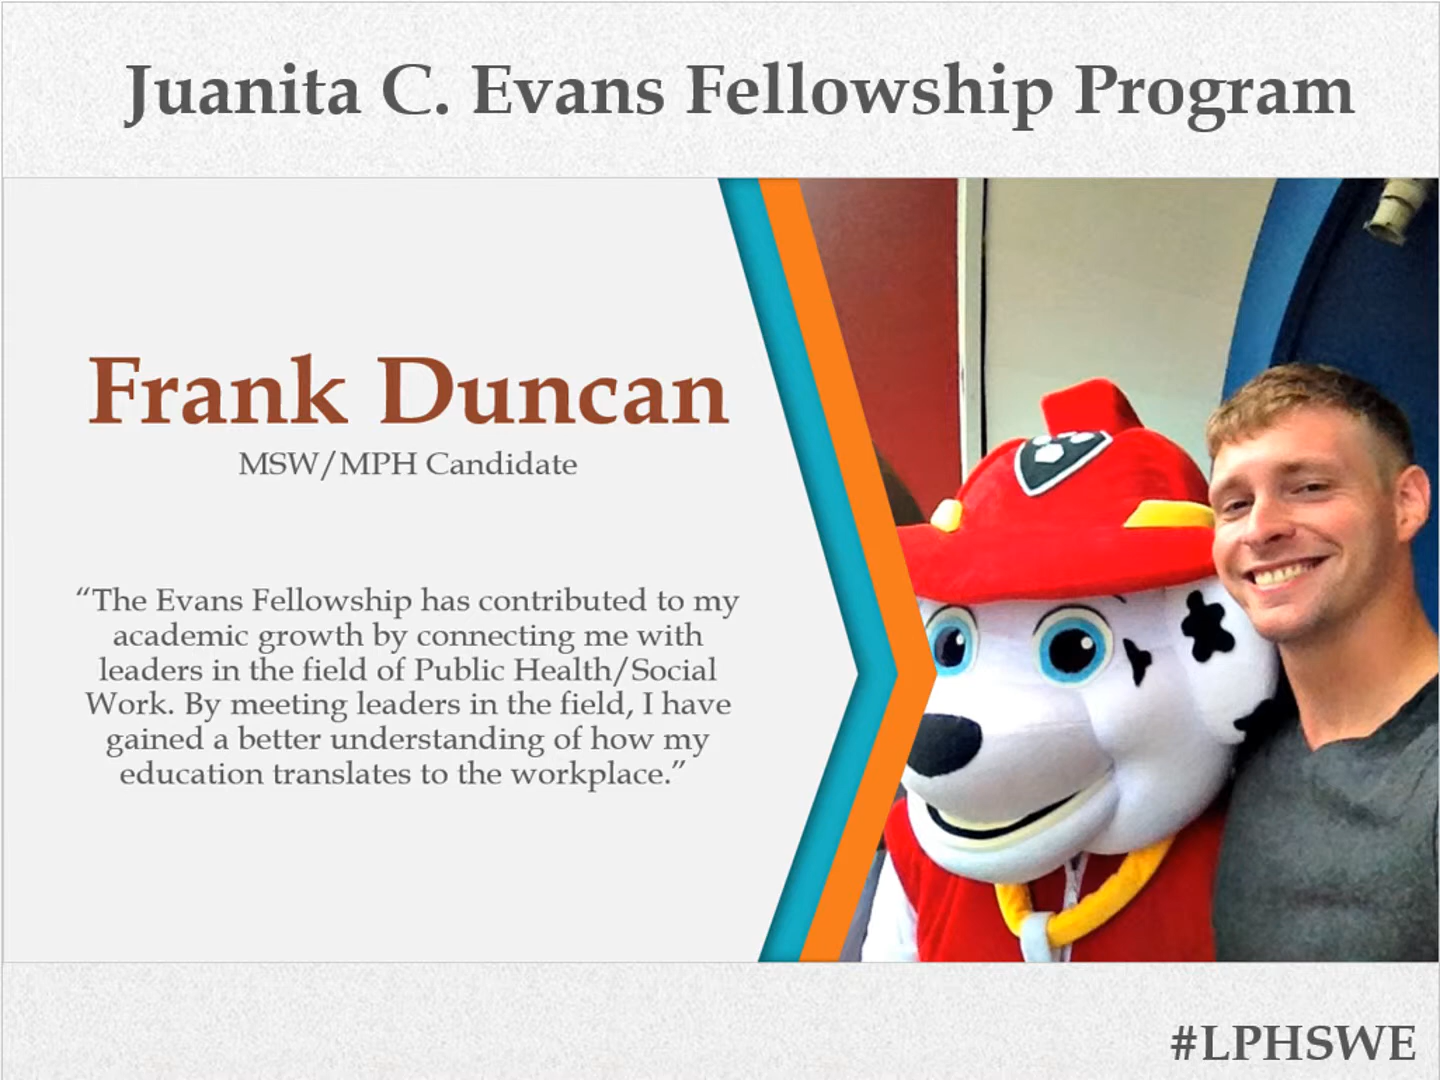 Juanita C. Evans Fellowship Program
Frank Duncan
MSW/MPH Candidate
“The Evans Fellowship has contributed to my
academic growth by connecting me with
leaders in the field of Public Health/Social
Work. By meeting leaders in the field, I have
gained a better understanding of how my
education translates to the workplace.”
#LPHSWE